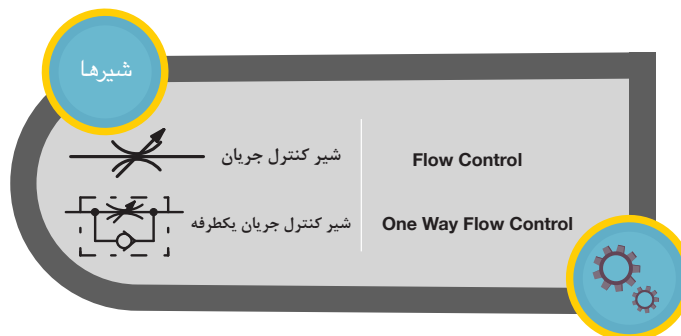 شیرها
شیر کنترل جریان
Flow Control
شیر کنترل جریان یکطرفه
One Way Flow Control